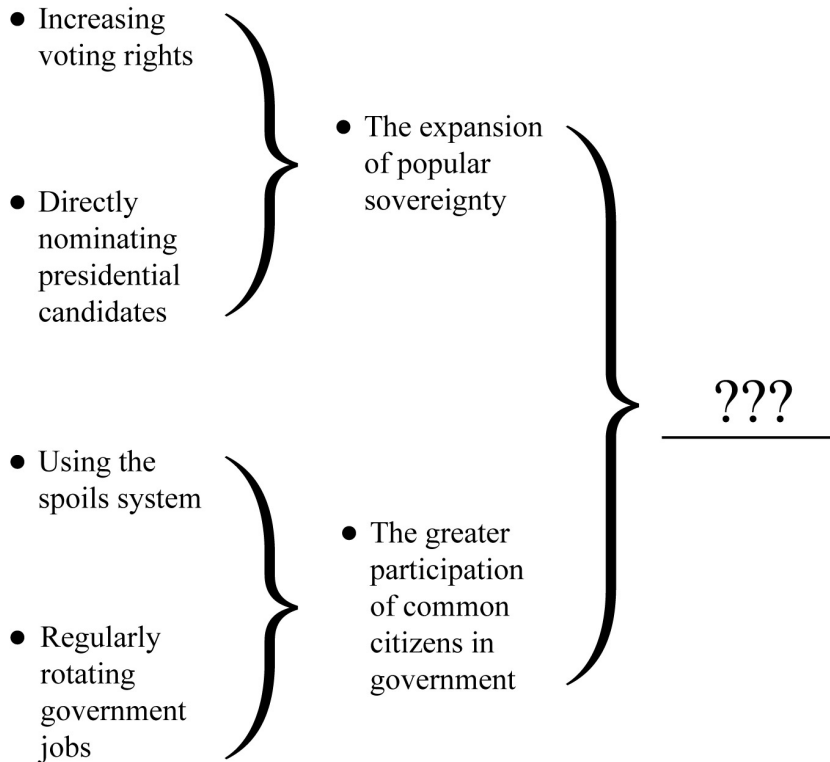 • Increasing
voting rights
• Directly
nominating
presidential
candidates
• The expansion
of popular
sovereignty
• Using the
spoils system
• Regularly
rotating
government
jobs
• The greater
participation
of common
citizens in
government
???